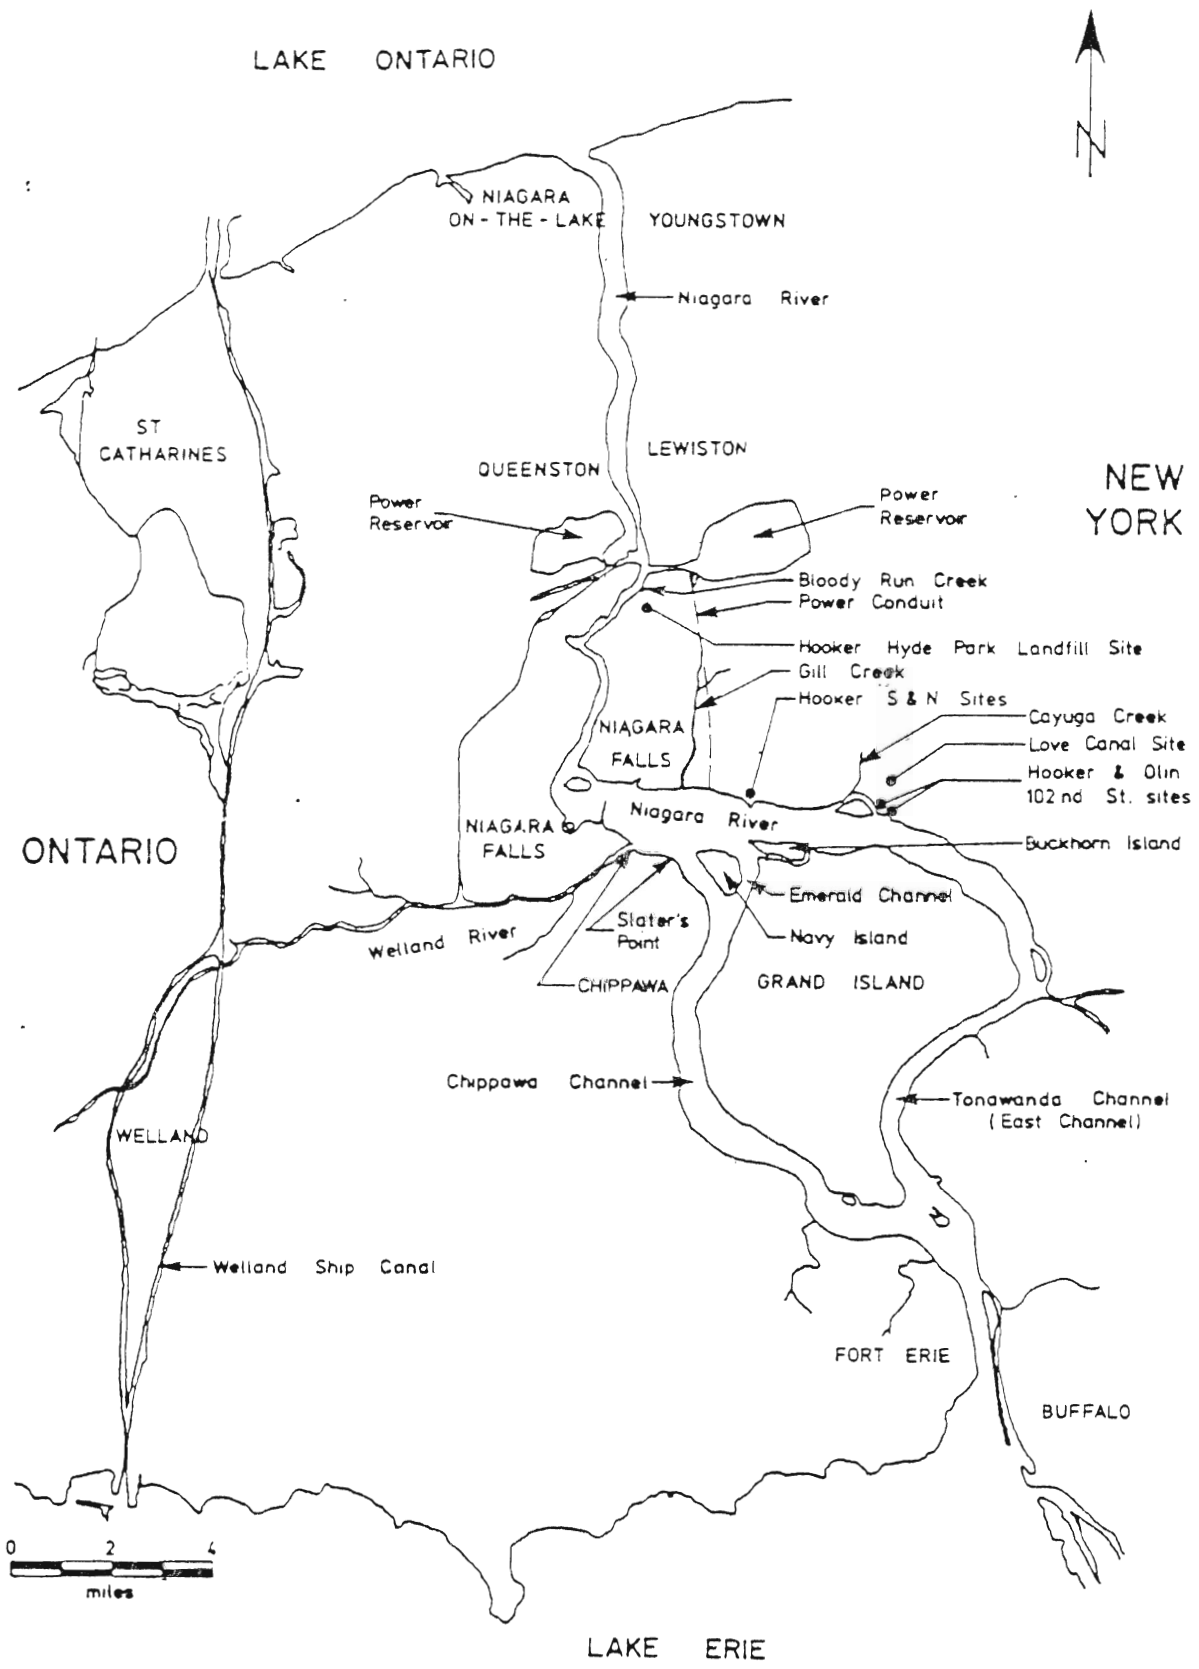 LAKE ONTARIO
N
NIAGARA
ON-THE-LAKE
YOUNGSTOWN
Niagara River
ST
CATHARINES
LEWISTON
QUEENSTON
NEW
YORK
Power
Reservoir
Power
Reservoir
Bloody Run Creek
Power Conduit
Hooker Hyde Park Landfill Site
Gill Creek
Hooker S & N Sites
NIAGARA
FALLS
Cayuga Creek
Love Canal Site
Hooker & Olin
102nd St. sites
Niagara River
NIAGARA
FALLS
ONTARIO
Buckhorn Island
Emerald Channel
Slater's
Point
Welland River
Navy Island
CHIPPAWA
GRAND ISLAND
Chippawa Channel
Tonawanda Channel
(East Channel)
WELLAND
Welland Ship Canal
FORT ERIE
BUFFALO
0 2 4
miles
LAKE ERIE